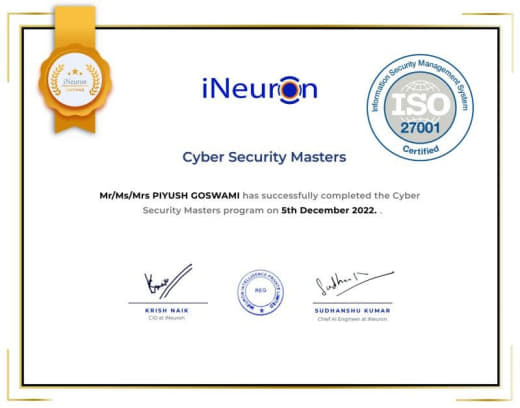 iNeuron
iNeuron
Information Security Management System
ISO
27001
Certified
Cyber Security Masters
Mr/Ms/Mrs PIYUSH GOSWAMI has successfully completed the Cyber
Security Masters program on 5th December 2022. .
REG
KRISH NAIK
CIO at iNeuron
SUDHANSHU KUMAR
Chief AI Engineer at iNeuron